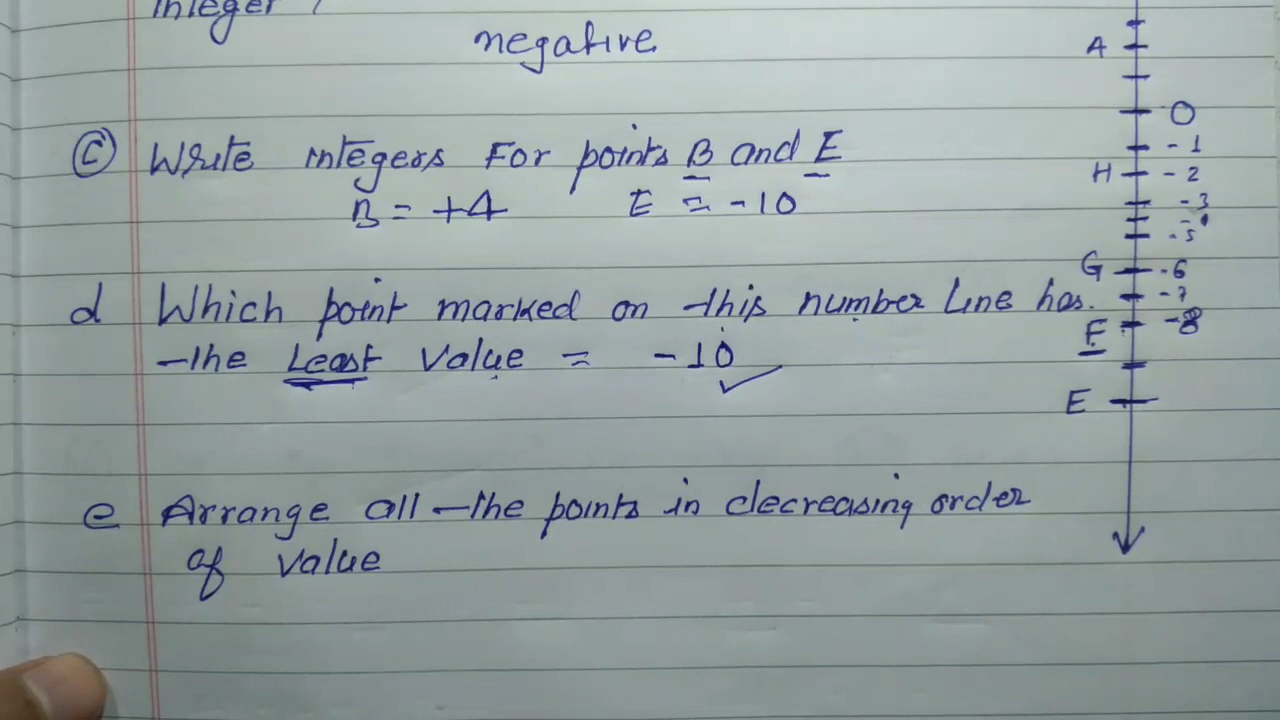 Integer
negative
A
O
- 1
(C) Write integers for points B and E
H - 2
B = +4 E = -10
- 3
- 5
G - 6
d Which point marked on this number line has.
- 7
- 8
the Least value = -10
F
E
e Arrange all the points in decreasing order
of value